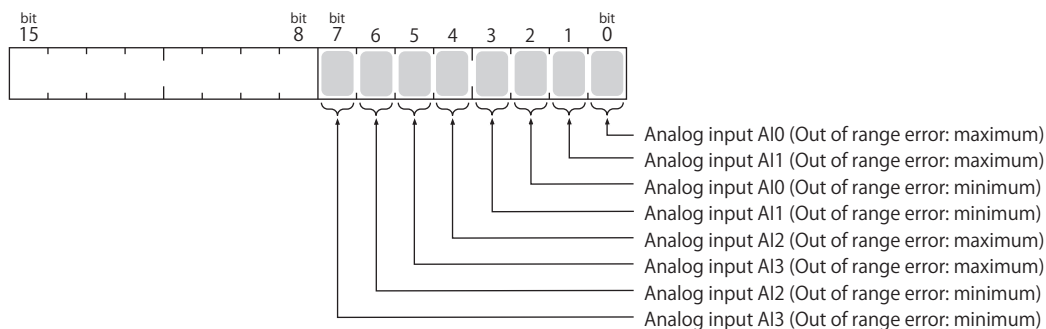 bit bit bit bit
15 8 7 6 5 4 3 2 1 0
Analog input AI0 (Out of range error: maximum)
Analog input AI1 (Out of range error: maximum)
Analog input AI0 (Out of range error: minimum)
Analog input AI1 (Out of range error: minimum)
Analog input AI2 (Out of range error: maximum)
Analog input AI3 (Out of range error: maximum)
Analog input AI2 (Out of range error: minimum)
Analog input AI3 (Out of range error: minimum)